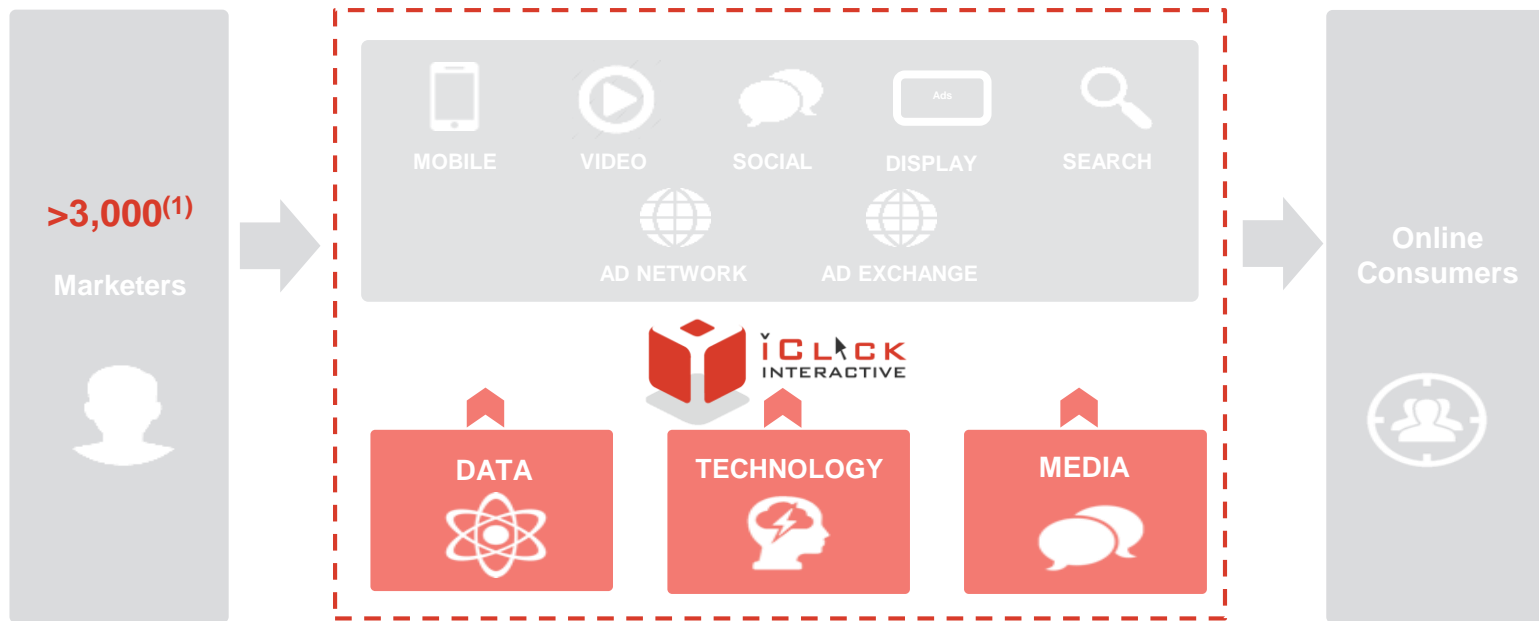 >3,000(1)
Marketers
Ads
MOBILE
VIDEO
SOCIAL
DISPLAY
SEARCH
AD NETWORK
AD EXCHANGE
iCLICK
INTERACTIVE
DATA
TECHNOLOGY
MEDIA
Online
Consumers